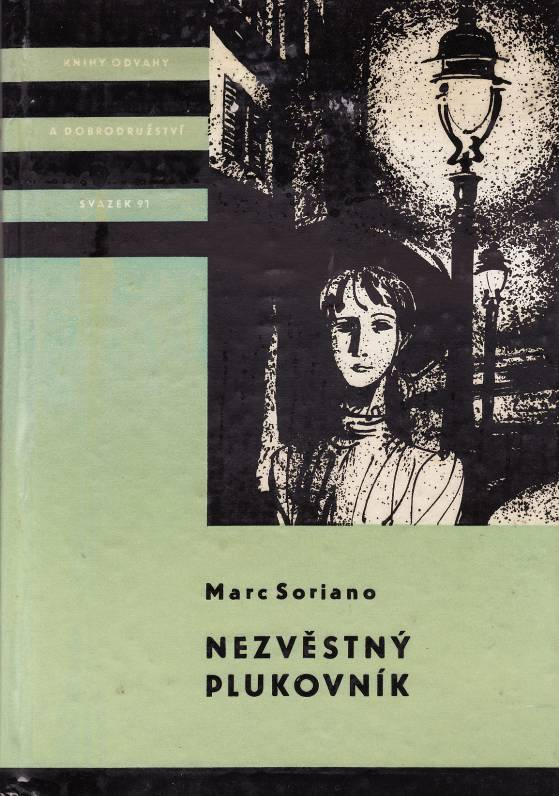 KNIHY ODVAHY
A DOBRODRUŽSTVÍ
SVAZEK 91
Marc Soriano
NEZVĚSTNÝ
PLUKOVNÍK